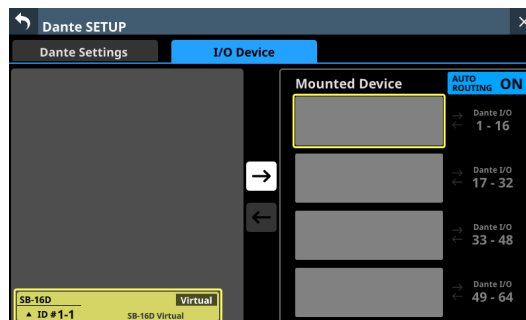 Dante SETUP
Dante Settings
I/O Device
Mounted Device
AUTO ROUTING ON
Dante I/O
1 - 16
Dante I/O
17 - 32
Dante I/O
33 - 48
Dante I/O
49 - 64
SB-16D
Virtual
ID #1-1
SB-16D Virtual